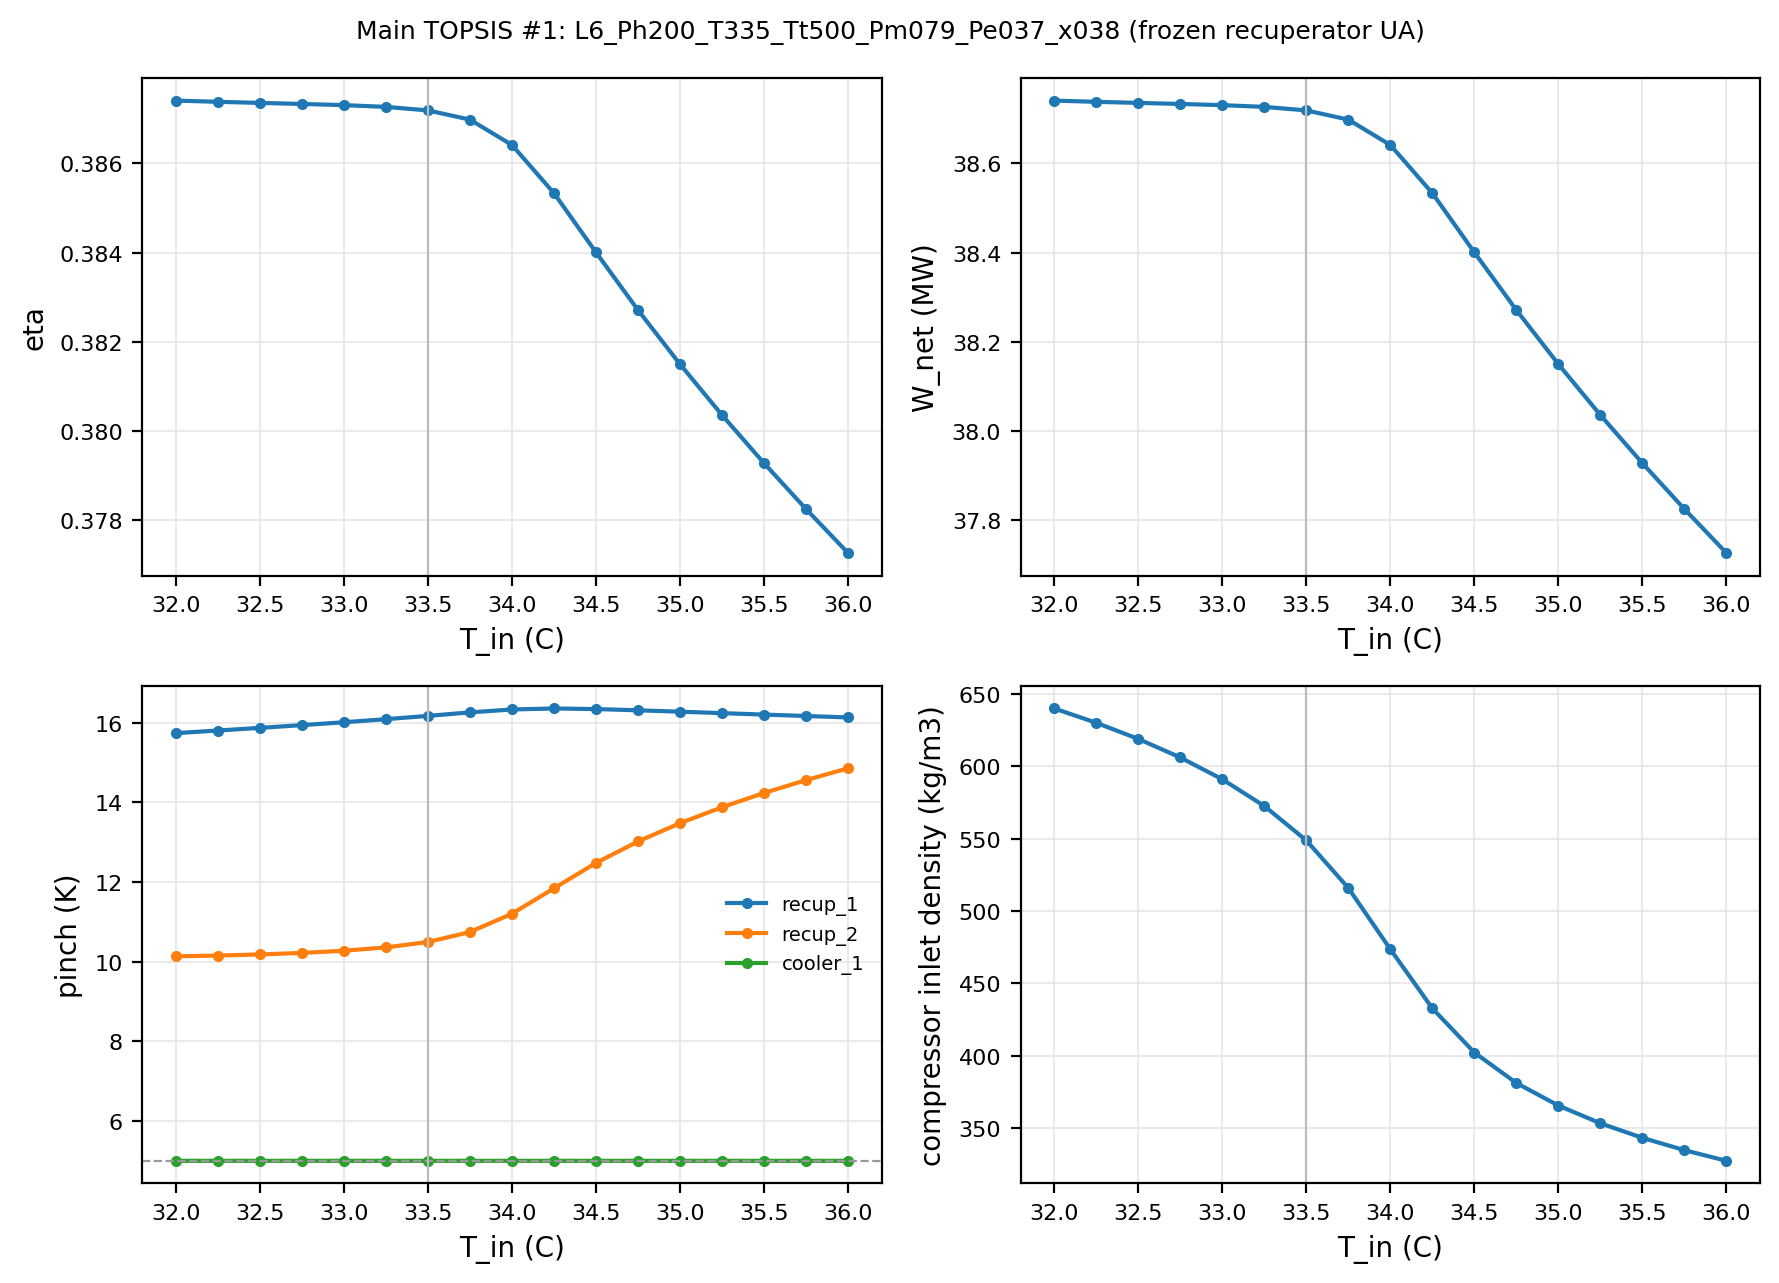 Main TOPSIS #1: L6_Ph200_T335_Tt500_Pm079_Pe037_x038 (frozen recuperator UA)
eta
0.386
0.384
0.382
0.380
0.378
32.0 32.5 33.0 33.5 34.0 34.5 35.0 35.5 36.0
T_in (C)
W_net (MW)
38.6
38.4
38.2
38.0
37.8
32.0 32.5 33.0 33.5 34.0 34.5 35.0 35.5 36.0
T_in (C)
pinch (K)
16
14
12
10
8
6
recup_1
recup_2
cooler_1
32.0 32.5 33.0 33.5 34.0 34.5 35.0 35.5 36.0
T_in (C)
compressor inlet density (kg/m3)
650
600
550
500
450
400
350
32.0 32.5 33.0 33.5 34.0 34.5 35.0 35.5 36.0
T_in (C)